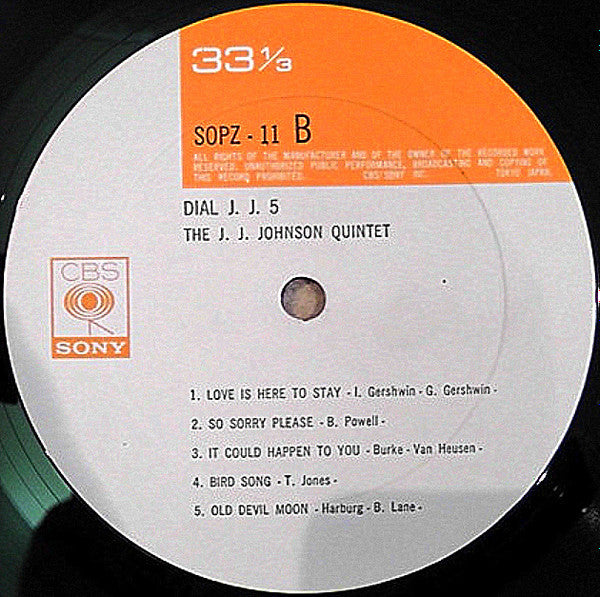 33 1/3
SOPZ - 11 B
ALL RIGHTS OF THE MANUFACTURER AND OF THE OWNER OF THE RECORDED WORK
RESERVED. UNAUTHORIZED PUBLIC PERFORMANCE, BROADCASTING AND COPYING OF
THIS RECORD PROHIBITED. CBS/SONY INC. TOKYO JAPAN
DIAL J. J. 5
THE J. J. JOHNSON QUINTET
CBS
SONY
1. LOVE IS HERE TO STAY - I. Gershwin - G. Gershwin -
2. SO SORRY PLEASE - B. Powell -
3. IT COULD HAPPEN TO YOU - Burke - Van Heusen -
4. BIRD SONG - T. Jones -
5. OLD DEVIL MOON - Harburg - B. Lane -